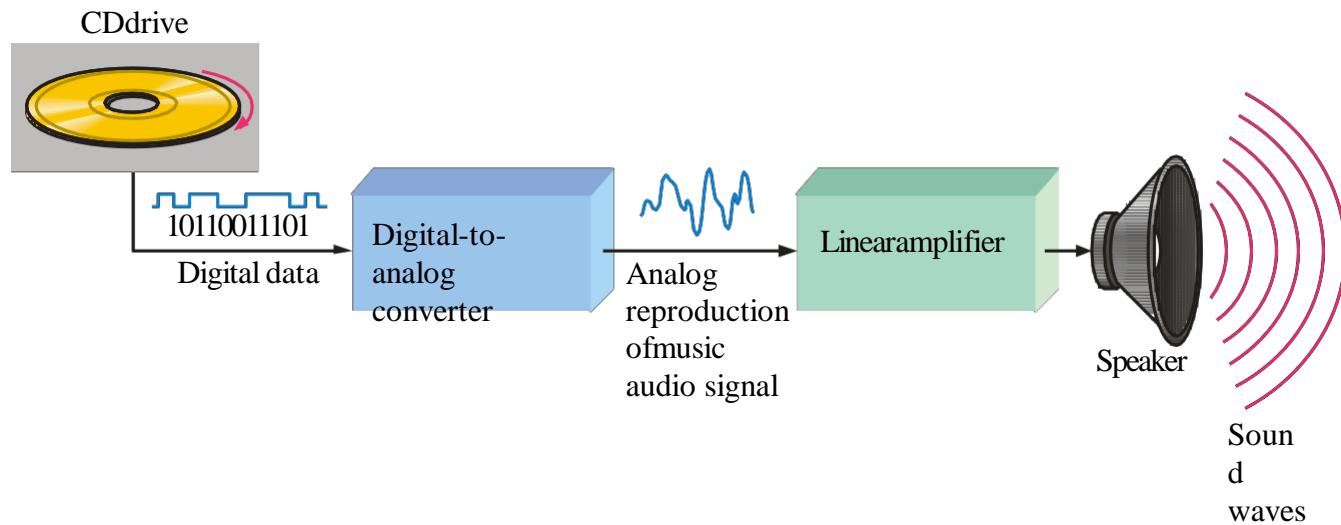 CDdrive
10110011101
Digital data
Digital-to-
analog
converter
Analog
reproduction
ofmusic
audio signal
Linearamplifier
Speaker
Soun
d
waves